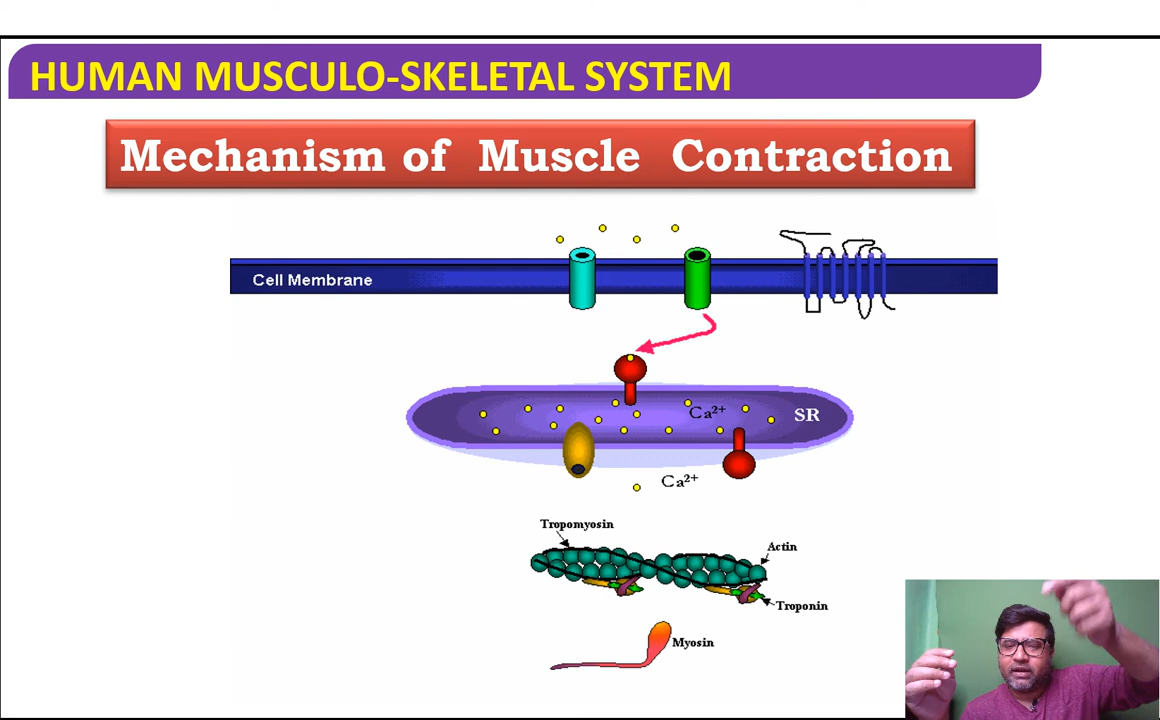 HUMAN MUSCULO-SKELETAL SYSTEM
Mechanism of Muscle Contraction
Cell Membrane
Ca²⁺
SR
Ca²⁺
Tropomyosin
Actin
Troponin
Myosin